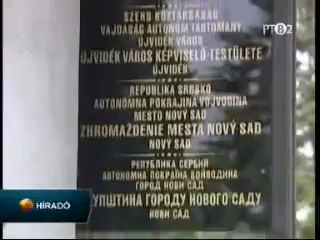 SZERB KÖZTÁRSASÁG
VAJDASÁG AUTONÓM TARTOMÁNY
ÚJVIDÉK VÁROS
ÚJVIDÉK VÁROS KÉPVISELŐ-TESTÜLETE
ÚJVIDÉK
REPUBLIKA SRBSKO
AUTONÓMNA POKRAJINA VOJVODINA
MESTO NOVÝ SAD
ZHROMAŽDENIE MESTA NOVÝ SAD
NOVÝ SAD
РЕПУБЛИКА СЕРБИЯ
АВТОНОМНА ПОКРАЇНА ВОЙВОДИНА
ГОРОД НОВИ САД
УПШТИНА ГОРОДУ НОВОГО САДУ
НОВИ САД
PTB2
HÍRADÓ